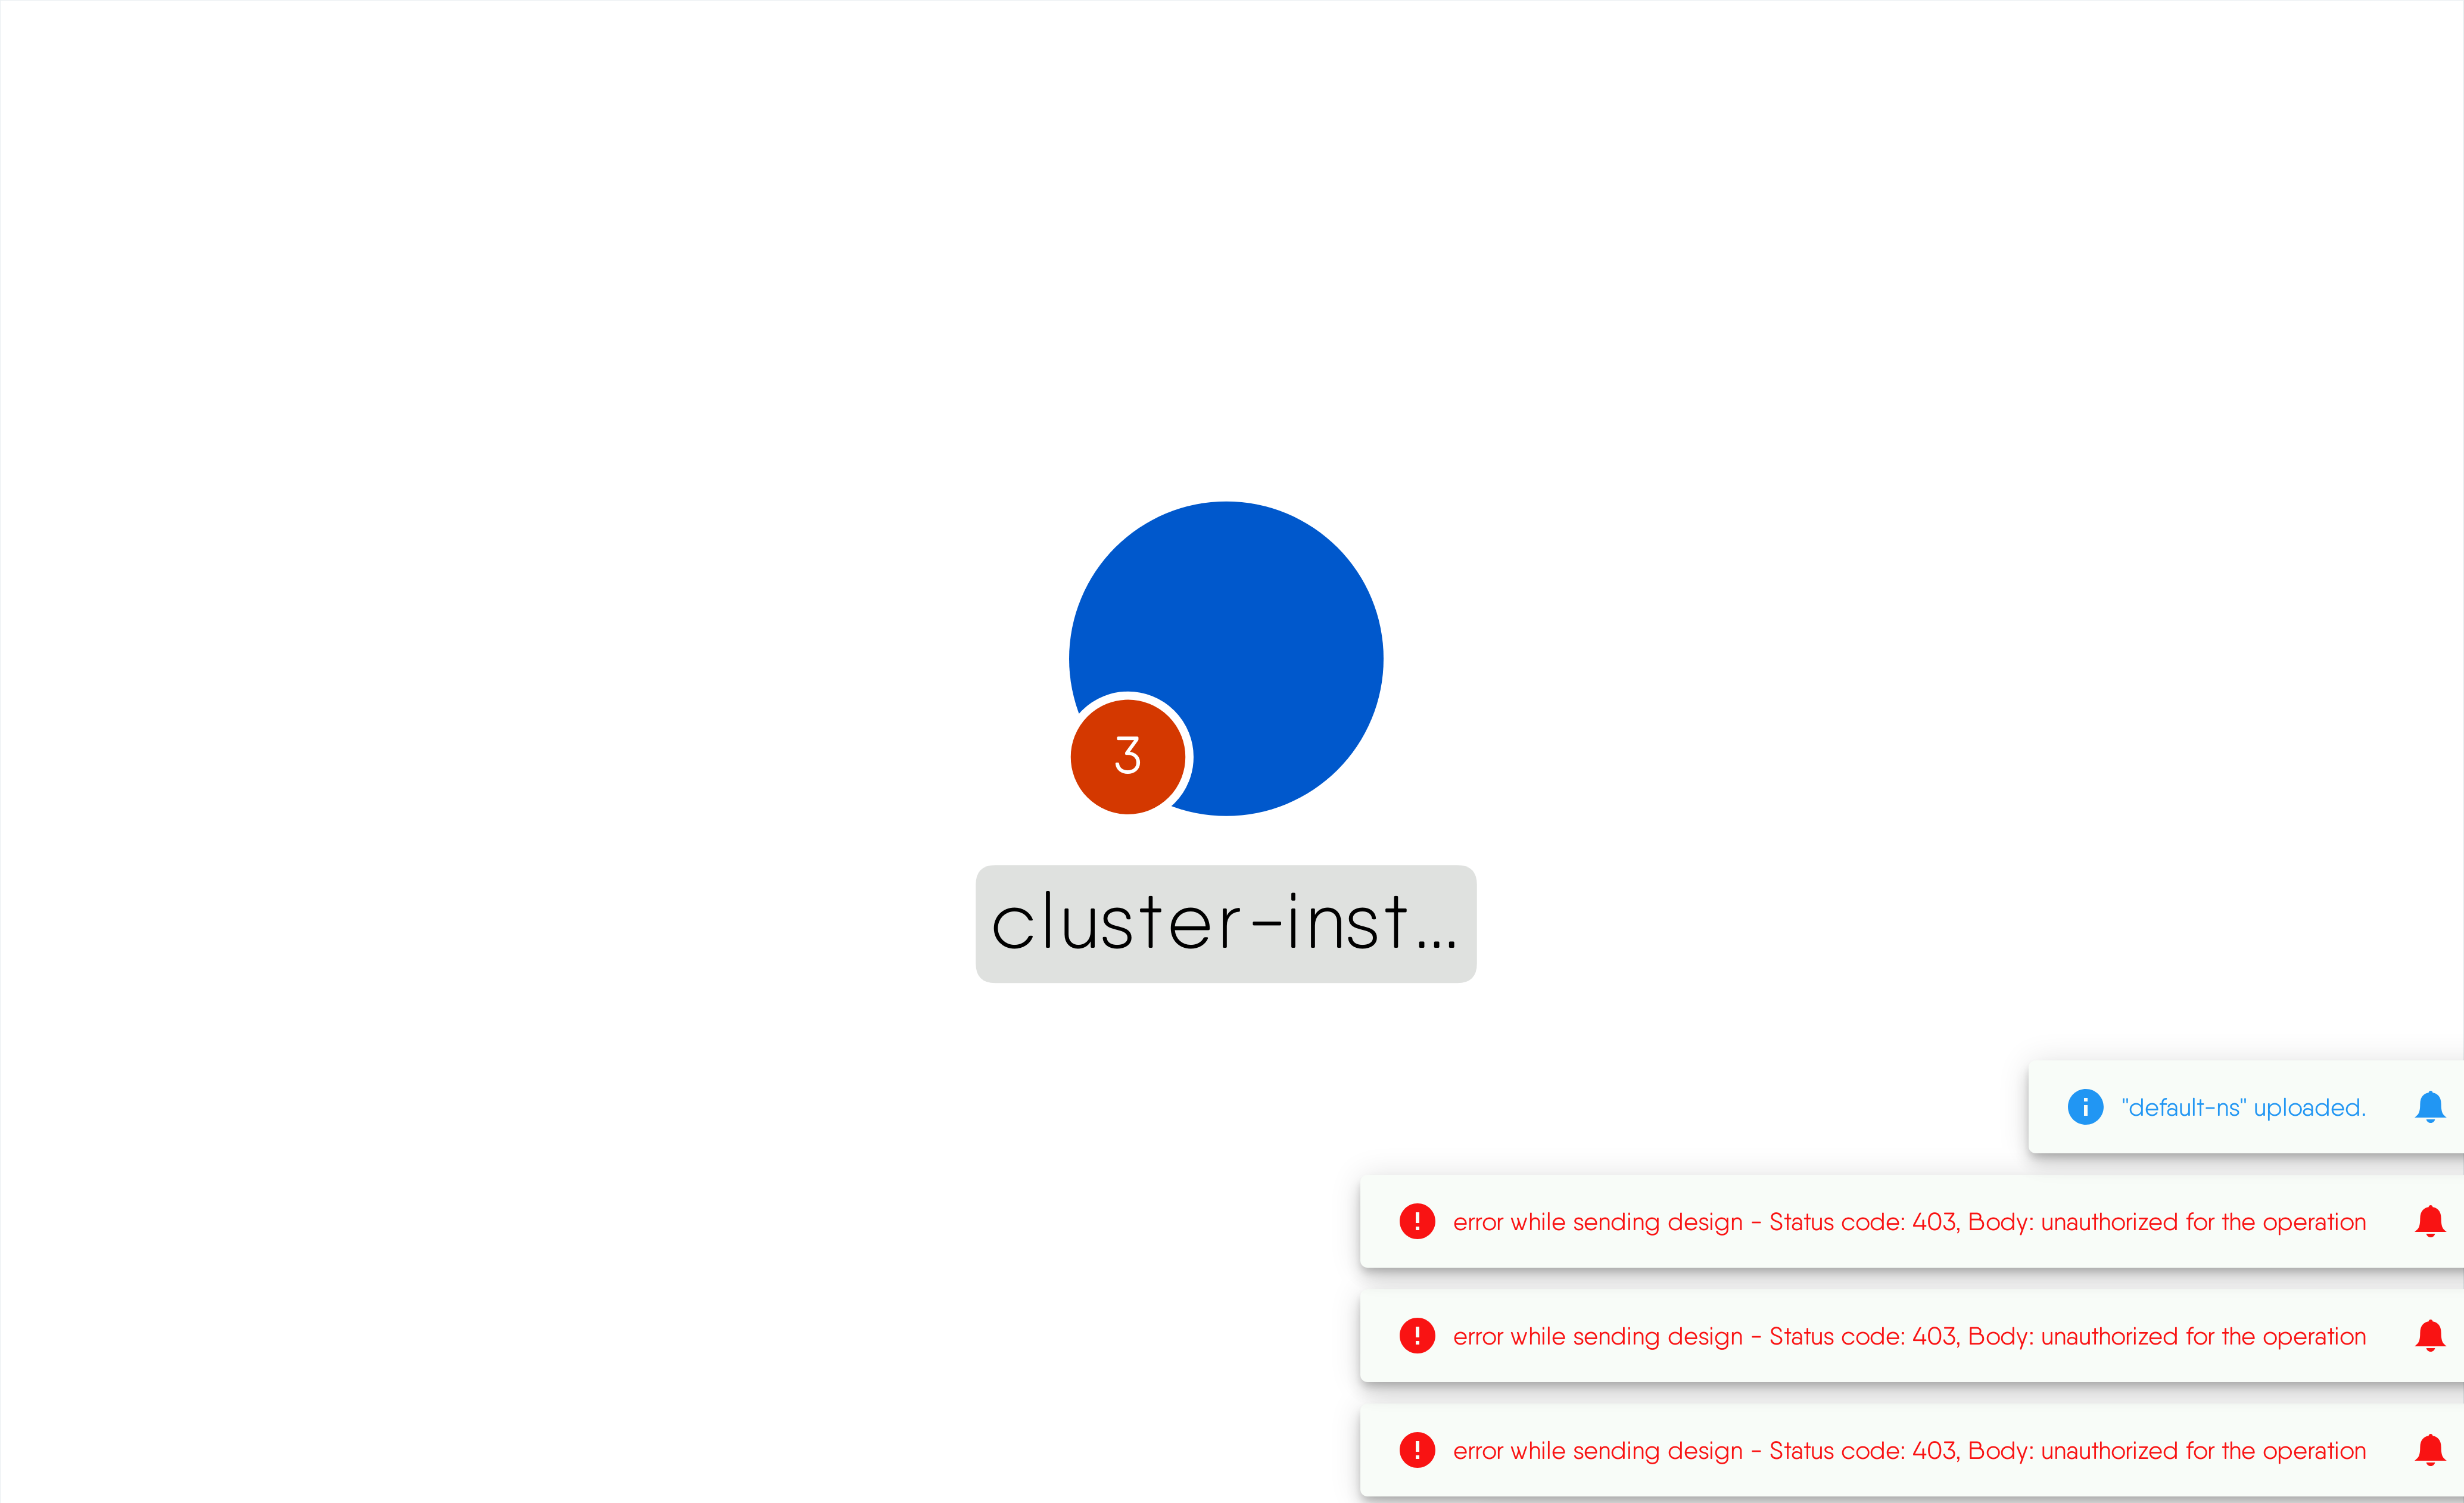 3
cluster-inst...
"default-ns" uploaded.
error while sending design - Status code: 403, Body: unauthorized for the operation
error while sending design - Status code: 403, Body: unauthorized for the operation
error while sending design - Status code: 403, Body: unauthorized for the operation